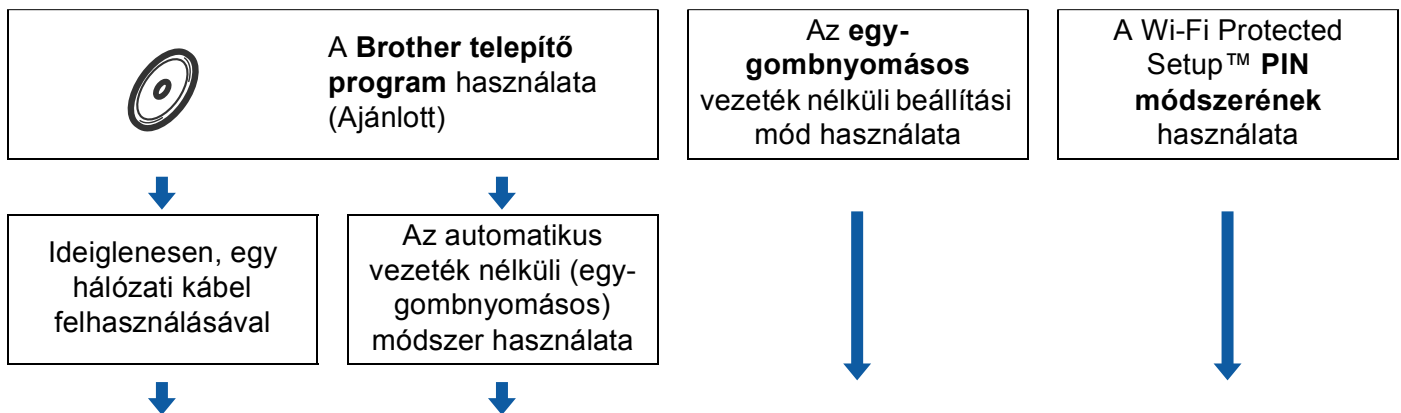 A Brother telepítő
program használata
(Ajánlott)
Az egy-
gombnyomásos
vezeték nélküli beállítási
mód használata
A Wi-Fi Protected
Setup™ PIN
módszerének
használata
Ideiglenesen, egy
hálózati kábel
felhasználásával
Az automatikus
vezeték nélküli (egy-
gombnyomásos)
módszer használata